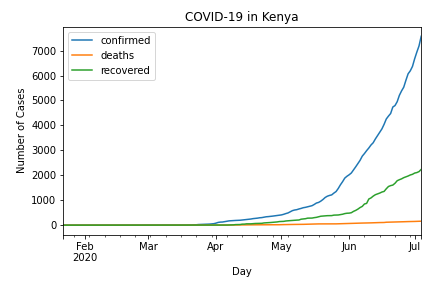 COVID-19 in Kenya
confirmed
deaths
recovered
Number of Cases
7000
6000
5000
4000
3000
2000
1000
0
Feb Mar Apr May Jun Jul
2020
Day